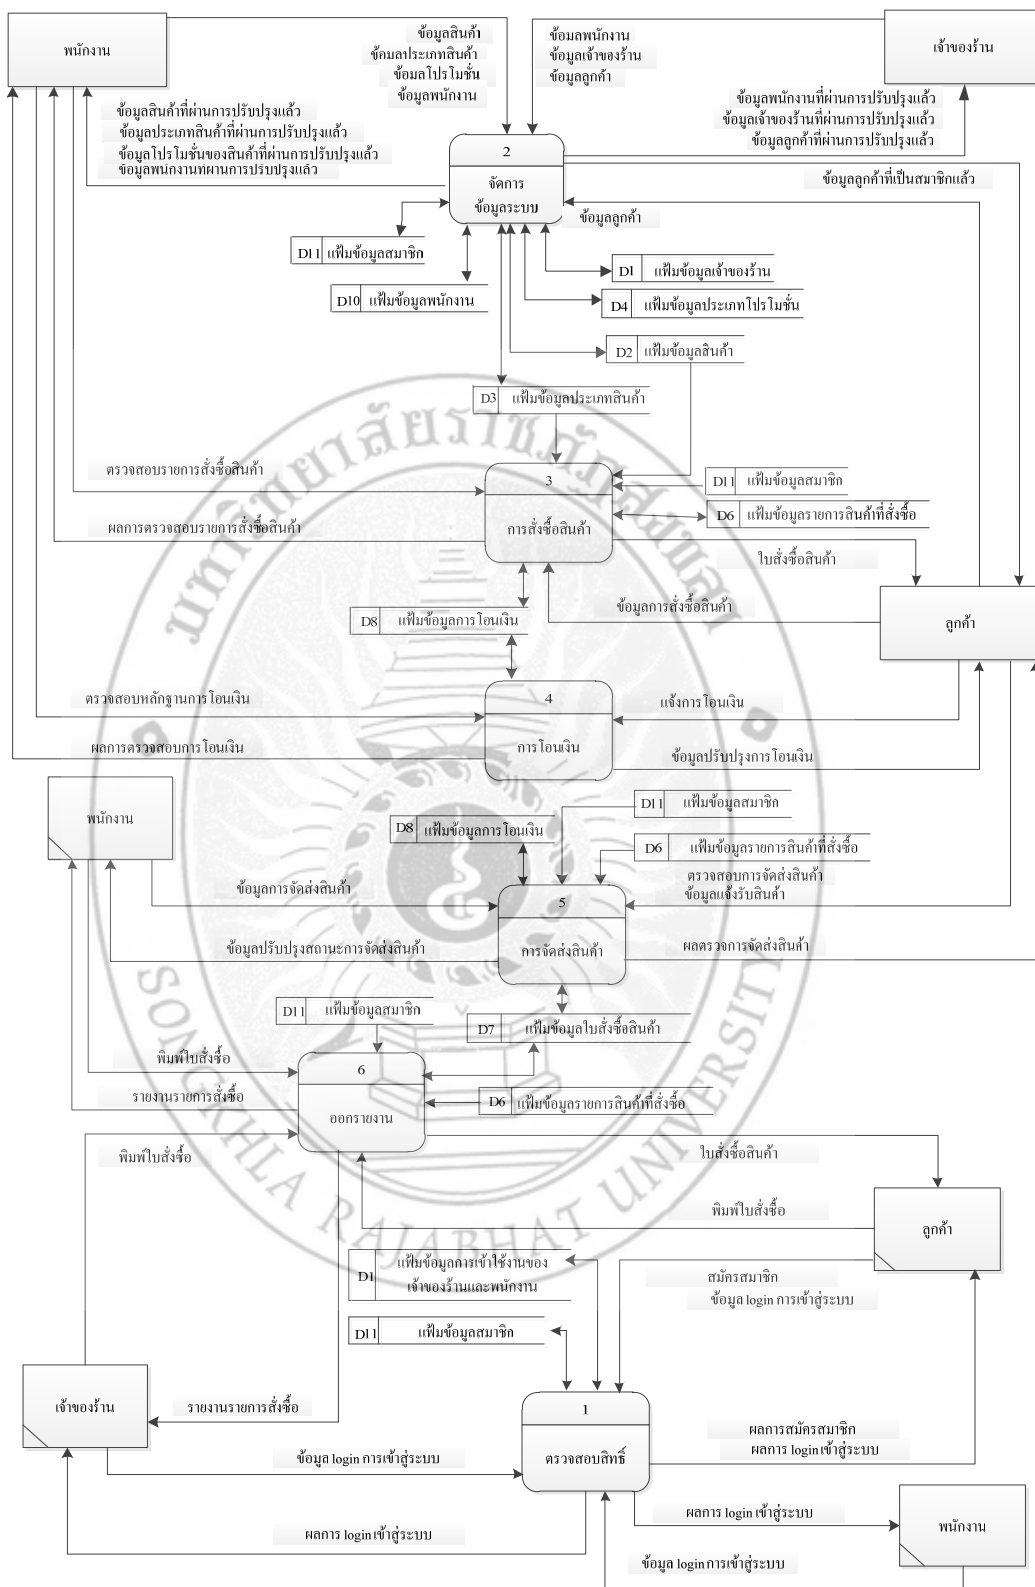 พนักงาน
ข้อมูลสินค้า
ข้อมลประเภทสินค้า
ข้อมลโปรโมชั่น
ข้อมูลพนักงาน
ข้อมลพนักงาน
ข้อมูลเจ้าของร้าน
ข้อมูลลูกค้า
เจ้าของร้าน
ข้อมูลสินค้าที่ผ่านการปรับปรุงแล้ว
ข้อมูลประเภทสินค้าที่ผ่านการปรับปรุงแล้ว
ข้อมูลโปรโมชั่นของสินค้าที่ผ่านการปรับปรุงแล้ว
ข้อมูลพนักงานที่ผ่านการปรับปรุงแล้ว
ข้อมูลพนักงานที่ผ่านการปรับปรุงแล้ว
ข้อมูลเจ้าของร้านที่ผ่านการปรับปรุงแล้ว
ข้อมูลลูกค้าที่ผ่านการปรับปรุงแล้ว
2
จัดการ
ข้อมูลระบบ
ข้อมูลลูกค้าที่เป็นสมาชิกแล้ว
ข้อมูลลูกค้า
D11 แฟ้มข้อมูลสมาชิก
D1 แฟ้มข้อมูลเจ้าของร้าน
D10 แฟ้มข้อมูลพนักงาน
D4 แฟ้มข้อมูลประเภทโปรโมชั่น
D2 แฟ้มข้อมูลสินค้า
D3 แฟ้มข้อมูลประเภทสินค้า
มหาวิทยาลัยราชภัฏสงขลา
ตรวจสอบรายการสั่งซื้อสินค้า
3
การสั่งซื้อสินค้า
D11 แฟ้มข้อมูลสมาชิก
D6 แฟ้มข้อมูลรายการสินค้าที่สั่งซื้อ
ผลการตรวจสอบรายการสั่งซื้อสินค้า
ใบสั่งซื้อสินค้า
ข้อมูลการสั่งซื้อสินค้า
D8 แฟ้มข้อมูลการโอนเงิน
ลูกค้า
ตรวจสอบหลักฐานการโอนเงิน
4
การโอนเงิน
แจ้งการโอนเงิน
ผลการตรวจสอบการโอนเงิน
ข้อมูลปรับปรุงการโอนเงิน
พนักงาน
D11 แฟ้มข้อมูลสมาชิก
D8 แฟ้มข้อมูลการโอนเงิน
D6 แฟ้มข้อมูลรายการสินค้าที่สั่งซื้อ
ตรวจสอบการจัดส่งสินค้า
ข้อมูลแจ้งรับสินค้า
ข้อมูลการจัดส่งสินค้า
5
การจัดส่งสินค้า
ข้อมูลปรับปรุงสถานะการจัดส่งสินค้า
ผลตรวจการจัดส่งสินค้า
SONGKHLA RAJABHAT UNIVERSITY
D11 แฟ้มข้อมูลสมาชิก
D7 แฟ้มข้อมูลใบสั่งซื้อสินค้า
พิมพ์ใบสั่งซื้อ
6
ออกรายงาน
รายงานรายการสั่งซื้อ
D6 แฟ้มข้อมูลรายการสินค้าที่สั่งซื้อ
พิมพ์ใบสั่งซื้อ
ใบสั่งซื้อสินค้า
พิมพ์ใบสั่งซื้อ
ลูกค้า
D1 แฟ้มข้อมูลการเข้าใช้งานของ
เจ้าของร้านและพนักงาน
สมัครสมาชิก
ข้อมูล login การเข้าสู่ระบบ
D11 แฟ้มข้อมูลสมาชิก
เจ้าของร้าน
รายงานรายการสั่งซื้อ
1
ตรวจสอบสิทธิ์
ผลการสมัครสมาชิก
ผลการ login เข้าสู่ระบบ
ข้อมูล login การเข้าสู่ระบบ
ผลการ login เข้าสู่ระบบ
พนักงาน
ผลการ login เข้าสู่ระบบ
ข้อมูล login การเข้าสู่ระบบ